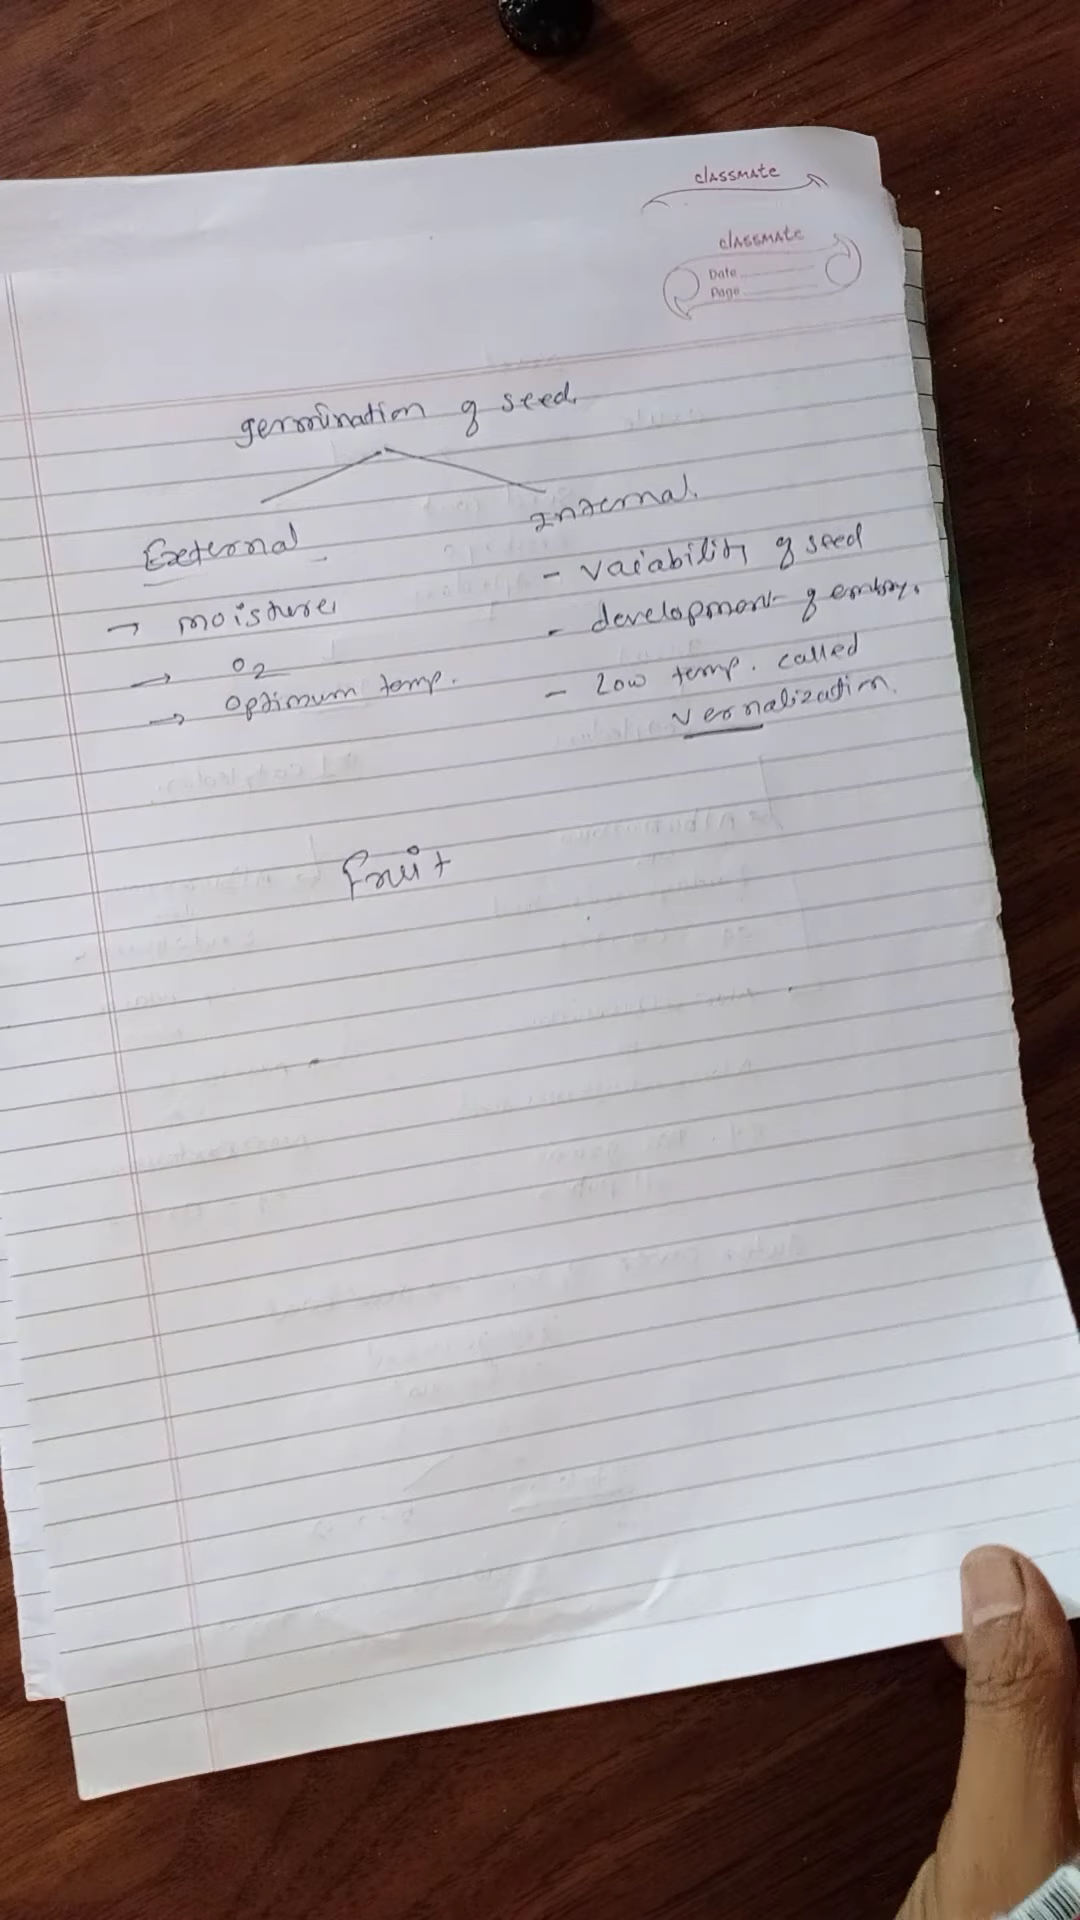 classmate
classmate
Date
Page
germination of seed.
External
→ moisture
→ O2
→ optimum temp.
Internal.
- vaiability of seed
- development of embryo.
- Low temp. called
vernalization.
Fruit